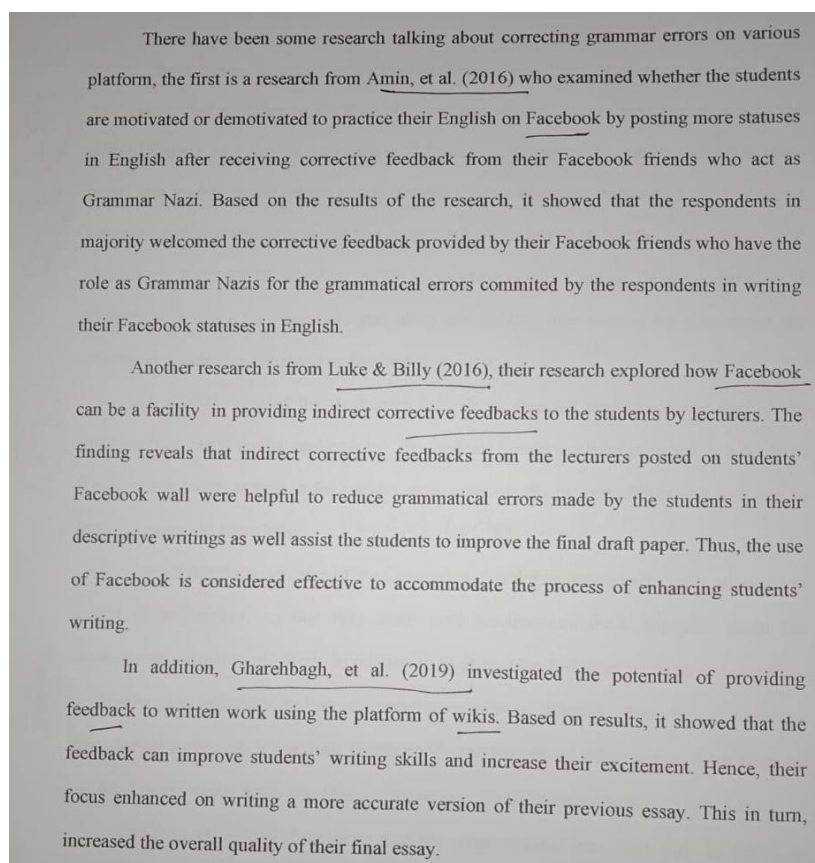 There have been some research talking about correcting grammar errors on various
platform, the first is a research from Amin, et al. (2016) who examined whether the students
are motivated or demotivated to practice their English on Facebook by posting more statuses
in English after receiving corrective feedback from their Facebook friends who act as
Grammar Nazi. Based on the results of the research, it showed that the respondents in
majority welcomed the corrective feedback provided by their Facebook friends who have the
role as Grammar Nazis for the grammatical errors commited by the respondents in writing
their Facebook statuses in English.
Another research is from Luke & Billy (2016), their research explored how Facebook
can be a facility in providing indirect corrective feedbacks to the students by lecturers. The
finding reveals that indirect corrective feedbacks from the lecturers posted on students’
Facebook wall were helpful to reduce grammatical errors made by the students in their
descriptive writings as well assist the students to improve the final draft paper. Thus, the use
of Facebook is considered effective to accommodate the process of enhancing students’
writing.
In addition, Gharehbagh, et al. (2019) investigated the potential of providing
feedback to written work using the platform of wikis. Based on results, it showed that the
feedback can improve students’ writing skills and increase their excitement. Hence, their
focus enhanced on writing a more accurate version of their previous essay. This in turn,
increased the overall quality of their final essay.